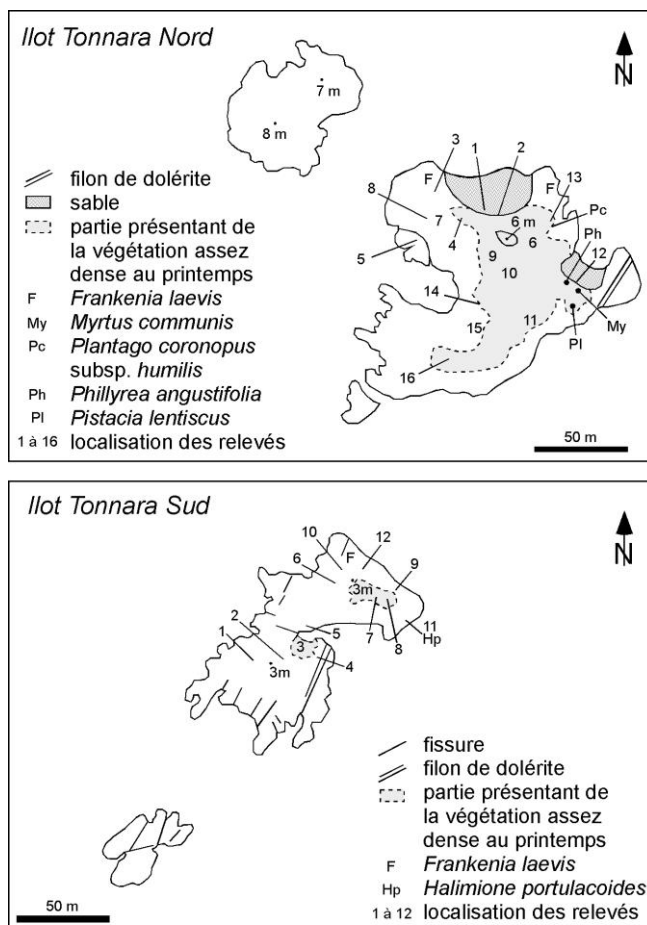 Ilot Tonnara Nord
N
7 m
8 m
filon de dolérite
sable
partie présentant de
la végétation assez
dense au printemps
F Frankenia laevis
My Myrtus communis
Pc Plantago coronopus
subsp. humilis
Ph Phillyrea angustifolia
Pl Pistacia lentiscus
1 à 16 localisation des relevés
3 1 2
F F 13
8 Pc
7 6 m Ph
4 6
5 9 12
10
14 My
15 11 Pl
16
50 m
Ilot Tonnara Sud
N
10 12
6 F 9
3m
2 11
1 5 7 8 Hp
3 4
3m
fissure
filon de dolérite
partie présentant de
la végétation assez
dense au printemps
F Frankenia laevis
Hp Halimione portulacoides
1 à 12 localisation des relevés
50 m